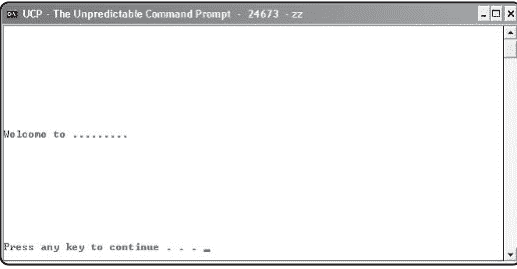 UCP - The Unpredictable Command Prompt - 24673 - zz
Welcome to .........
Press any key to continue . . . _